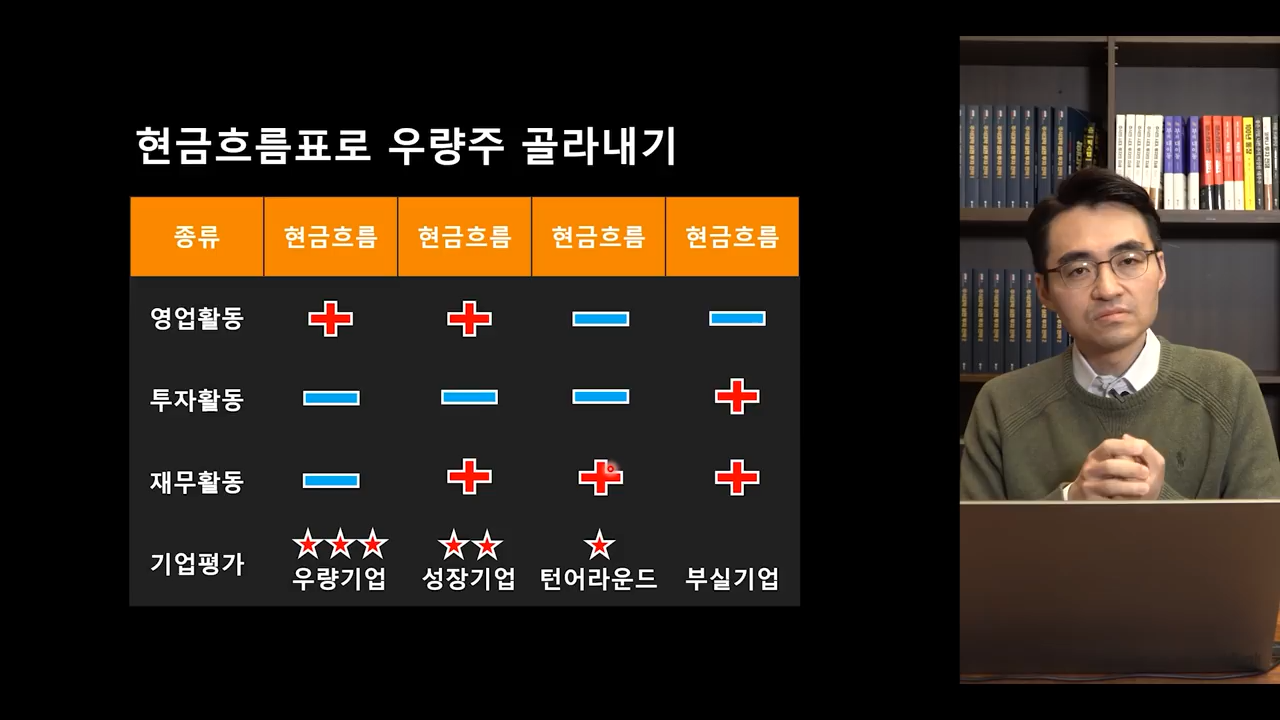 현금흐름표로 우량주 골라내기
종류 현금흐름 현금흐름 현금흐름 현금흐름
영업활동 + + - -
투자활동 - - - +
재무활동 - + + +
기업평가 ★★★ ★★ ★
우량기업 성장기업 턴어라운드 부실기업